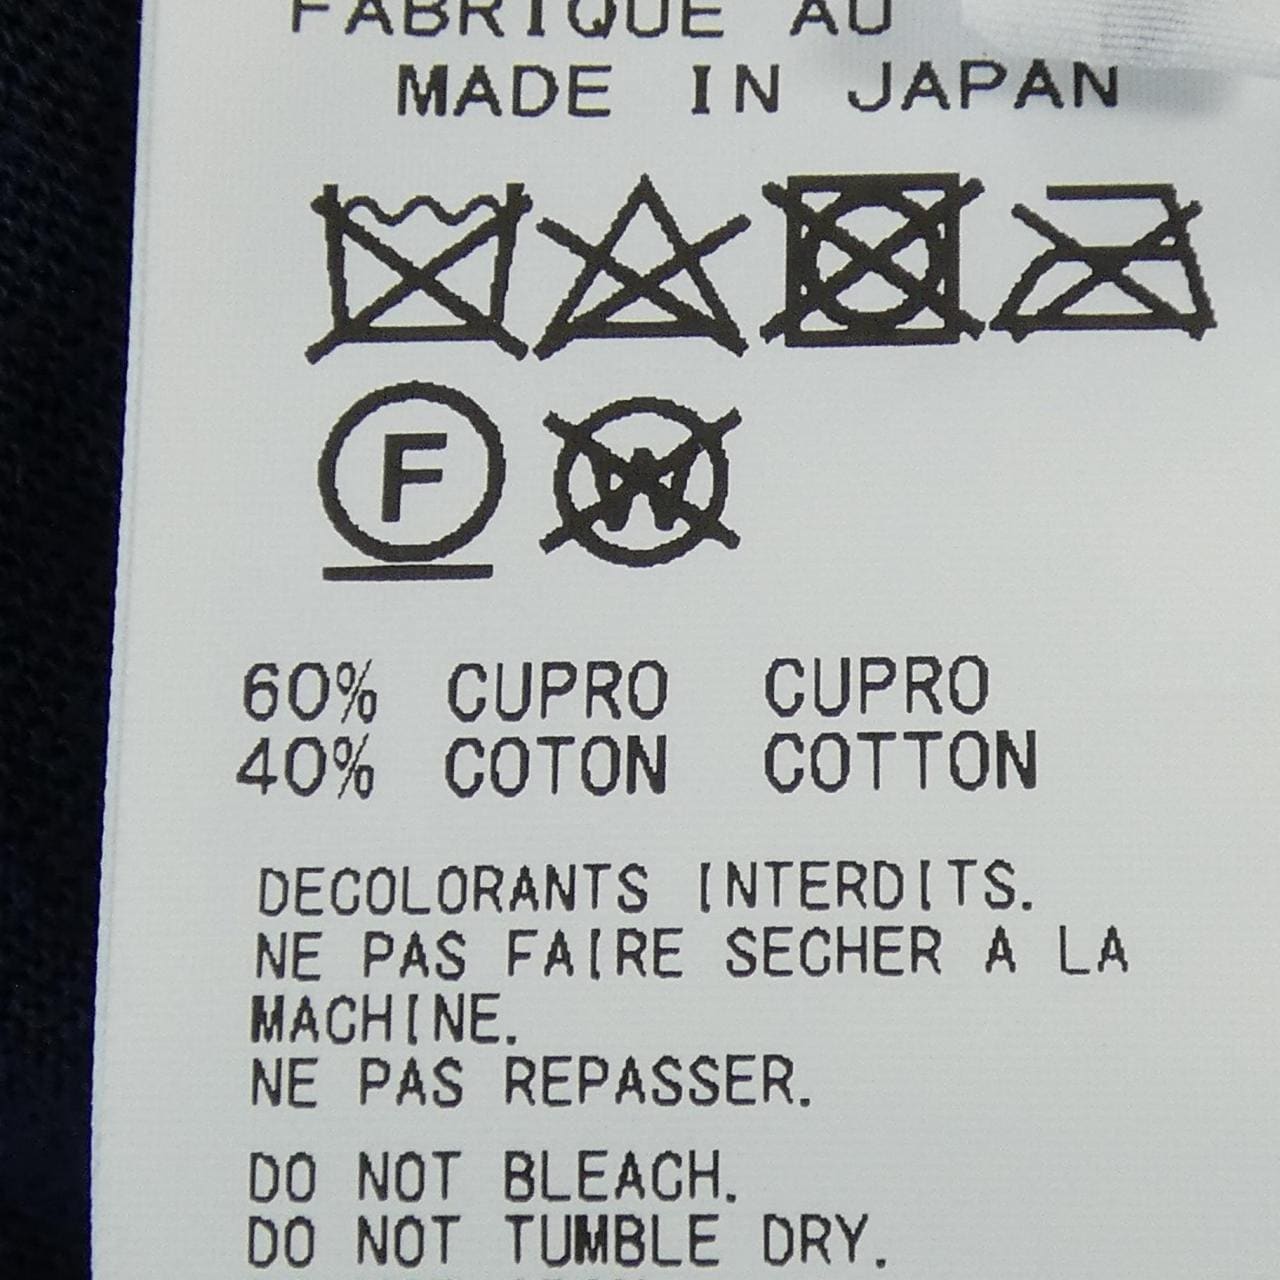 FABRIQUE AU
MADE IN JAPAN
F W
60% CUPRO CUPRO
40% COTON COTTON
DECOLORANTS INTERDITS.
NE PAS FAIRE SECHER A LA
MACHINE.
NE PAS REPASSER.
DO NOT BLEACH.
DO NOT TUMBLE DRY.